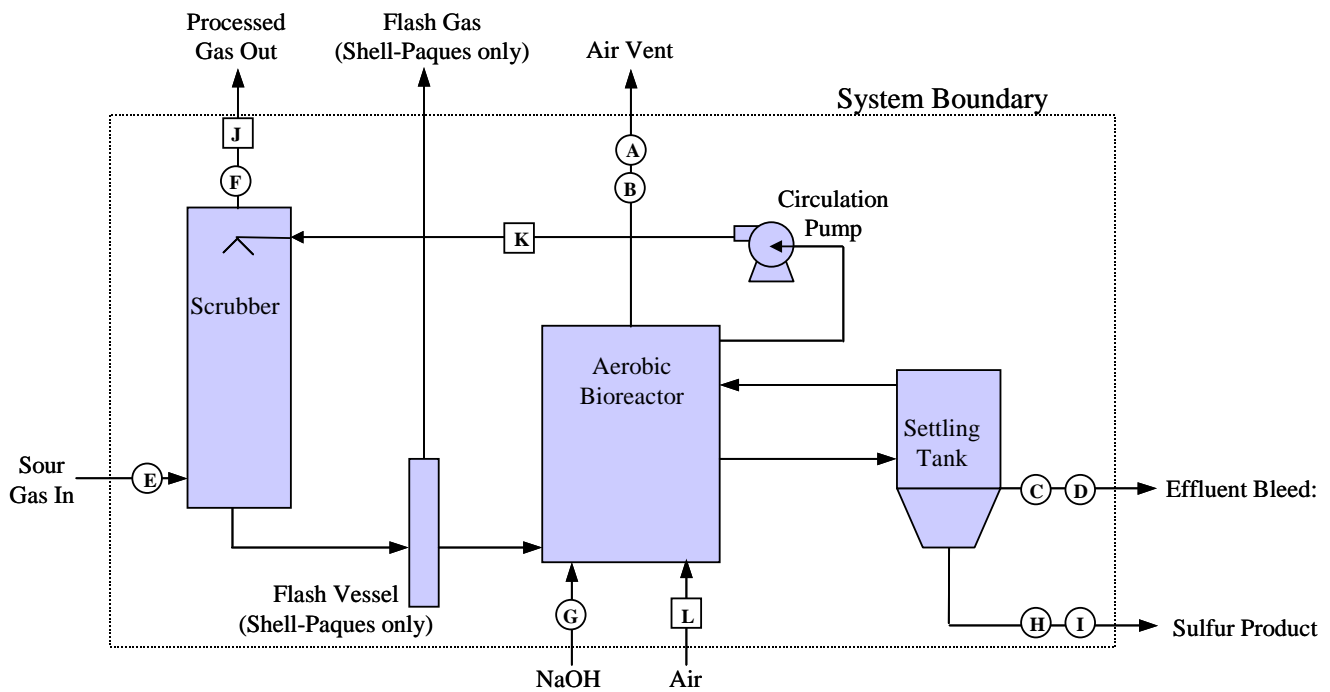 Processed
Gas Out
Flash Gas
(Shell-Paques only)
Air Vent
System Boundary
J
A
F
B
Circulation
Pump
K
Scrubber
Aerobic
Bioreactor
Settling
Tank
Sour
Gas In
E
C
D
Effluent Bleed:
Flash Vessel
(Shell-Paques only)
G
L
H
I
Sulfur Product
NaOH
Air